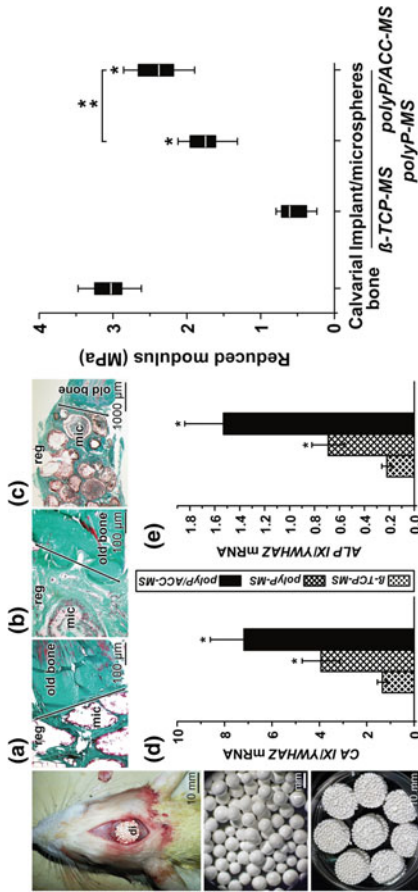 di
10 mm
mm
mm
(a)
reg
old bone
mic
100 µm
(b)
reg
old bone
mic
100 µm
(c)
reg
old bone
mic
1000 µm
(d)
CA IX/YWHAZ mRNA
10
8
6
4
2
0
*
*
polyP/ACC-MS
polyP-MS
ß-TCP-MS
(e)
ALP IX/YWHAZ mRNA
1.8
1.6
1.4
1.2
1.0
0.8
0.6
0.4
0.2
0.0
*
*
Reduced modulus (MPa)
4
3
2
1
0
*
*
*
*
Calvarial bone
Implant/microspheres
ß-TCP-MS
polyP-MS
polyP/ACC-MS